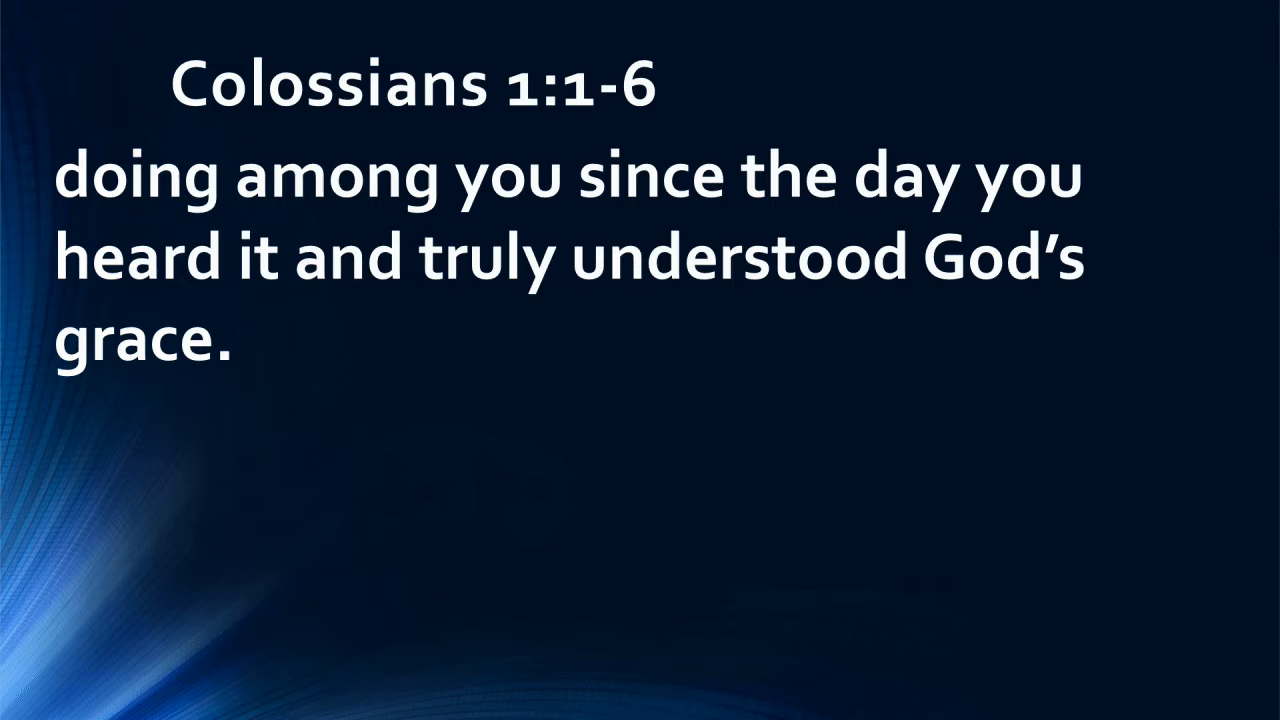 Colossians 1:1-6
doing among you since the day you
heard it and truly understood God’s
grace.